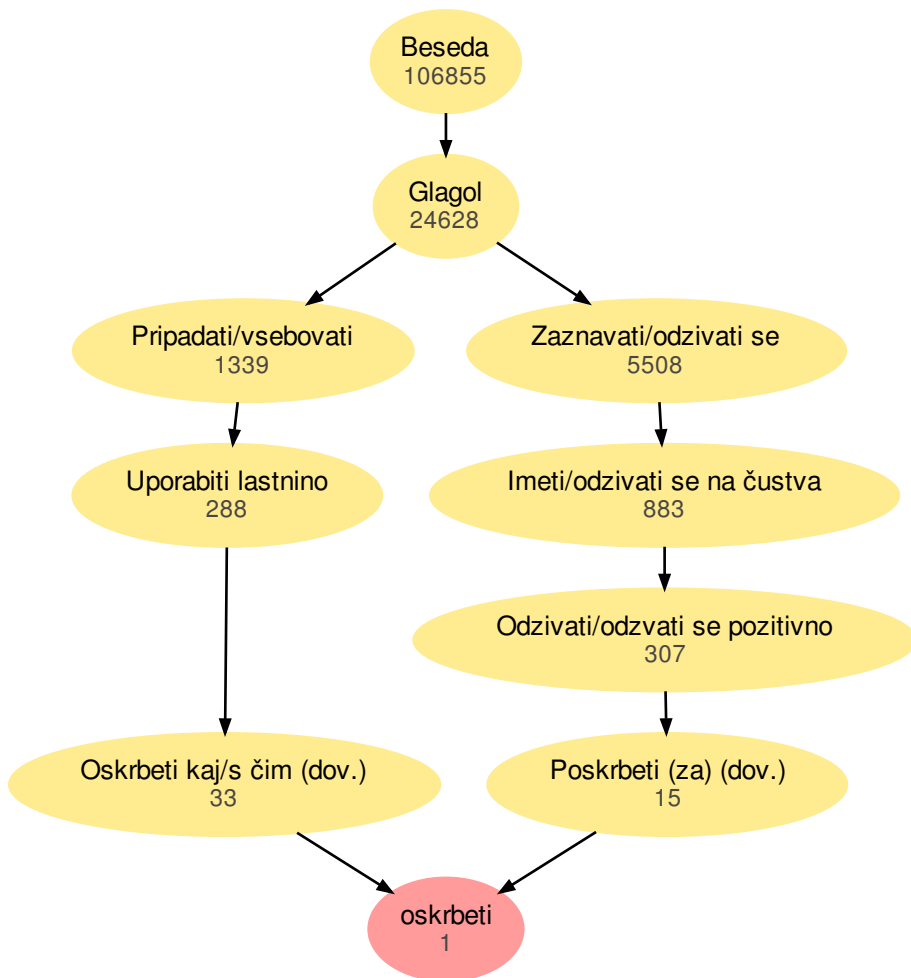 Beseda
106855
Glagol
24628
Pripadati/vsebovati
1339
Zaznavati/odzivati se
5508
Uporabiti lastnino
288
Imeti/odzivati se na čustva
883
Odzivati/odzvati se pozitivno
307
Oskrbeti kaj/s čim (dov.)
33
Poskrbeti (za) (dov.)
15
oskrbeti
1